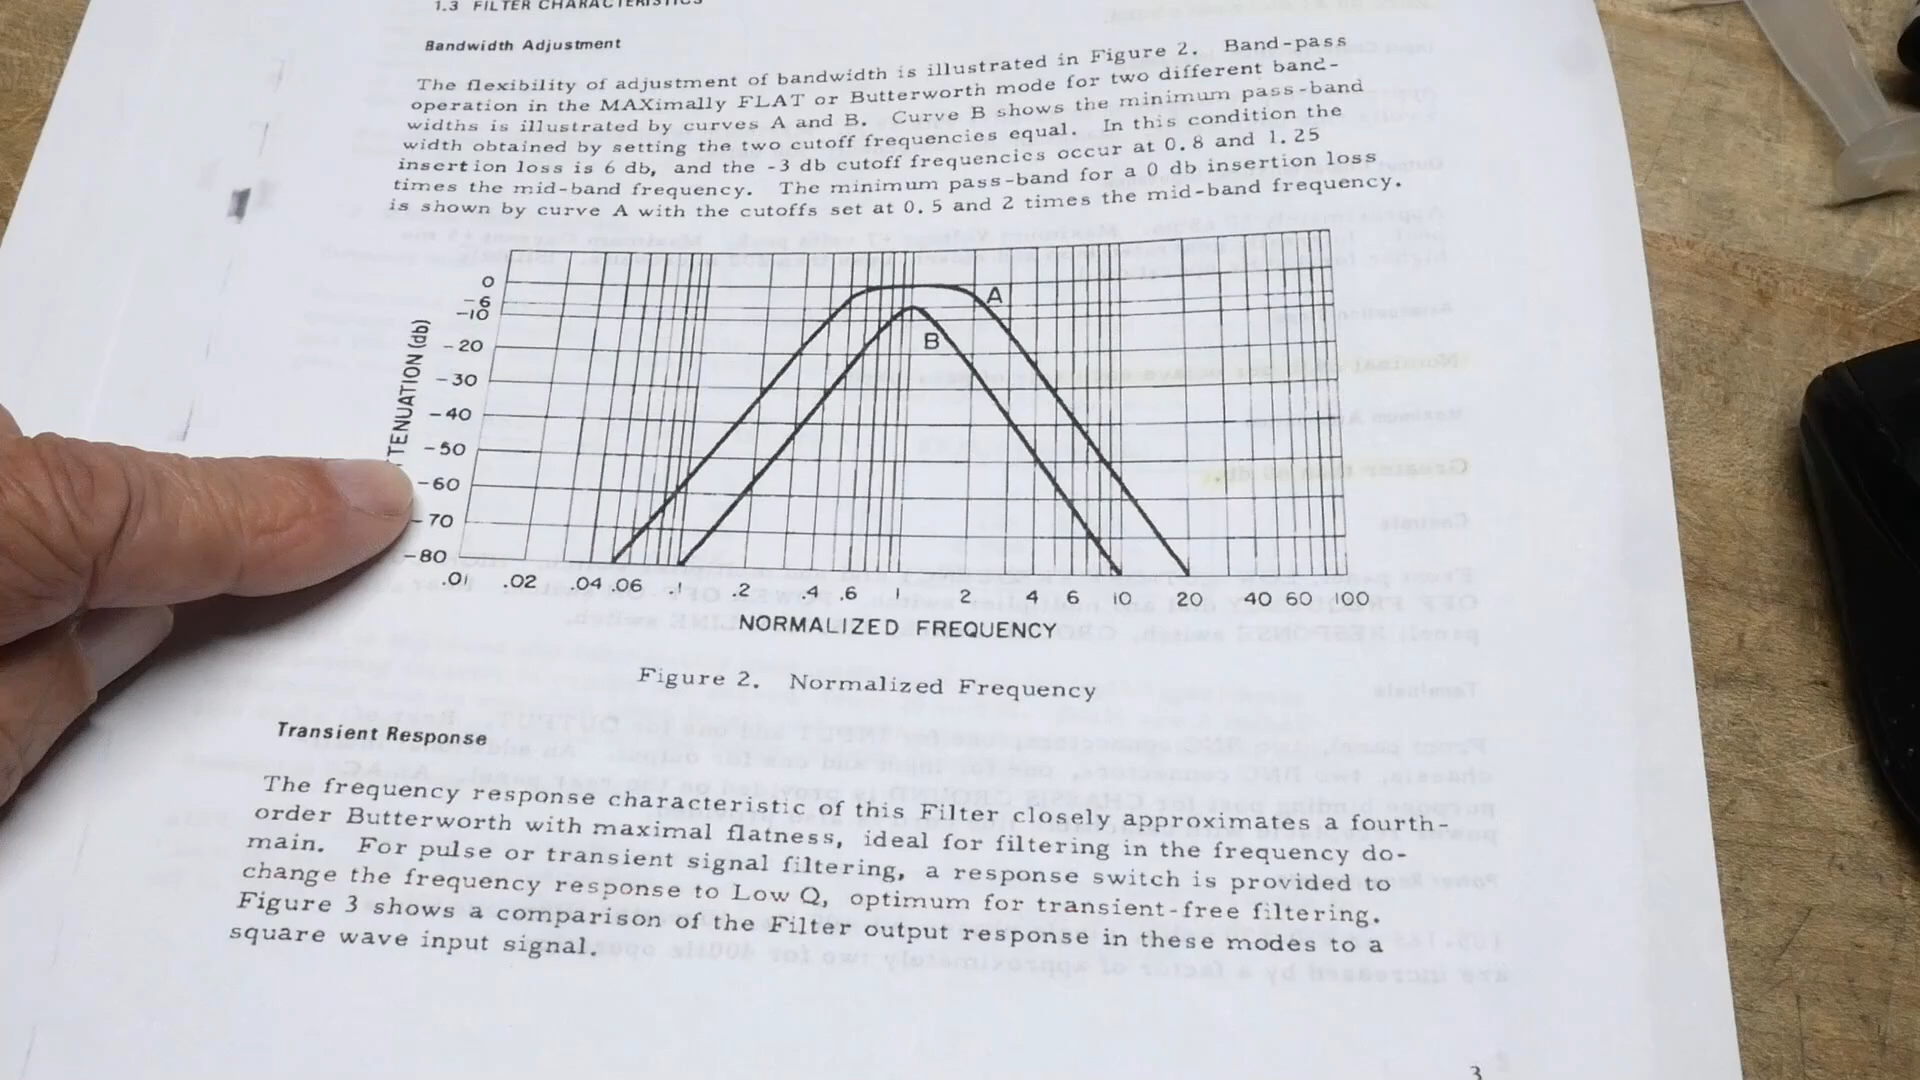 1.3 FILTER CHARACTERISTICS
Bandwidth Adjustment
The flexibility of adjustment of bandwidth is illustrated in Figure 2. Band-pass
operation in the MAXimally FLAT or Butterworth mode for two different band-
widths is illustrated by curves A and B. Curve B shows the minimum pass-band
width obtained by setting the two cutoff frequencies equal. In this condition the
insertion loss is 6 db, and the -3 db cutoff frequencies occur at 0.8 and 1.25
times the mid-band frequency. The minimum pass-band for a 0 db insertion loss
is shown by curve A with the cutoffs set at 0.5 and 2 times the mid-band frequency.
0
-6
-10
-20
-30
-40
-50
-60
-70
-80
TENUATION (db)
A
B
.01 .02 .04 .06 .1 .2 .4 .6 1 2 4 6 10 20 40 60 100
NORMALIZED FREQUENCY
Figure 2. Normalized Frequency
Transient Response
The frequency response characteristic of this Filter closely approximates a fourth-
order Butterworth with maximal flatness, ideal for filtering in the frequency do-
main. For pulse or transient signal filtering, a response switch is provided to
change the frequency response to Low Q, optimum for transient-free filtering.
Figure 3 shows a comparison of the Filter output response in these modes to a
square wave input signal.
3